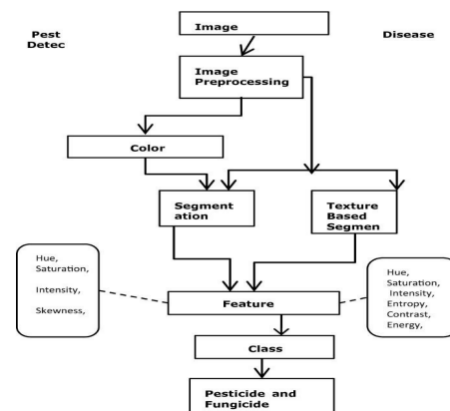 Image
Pest
Detec
Disease
Image
Preprocessing
Color
Segment
ation
Texture
Based
Segmen
Hue,
Saturation,
Intensity,
Skewness,
Feature
Hue,
Saturation,
Intensity,
Entropy,
Contrast,
Energy,
Class
Pesticide and
Fungicide